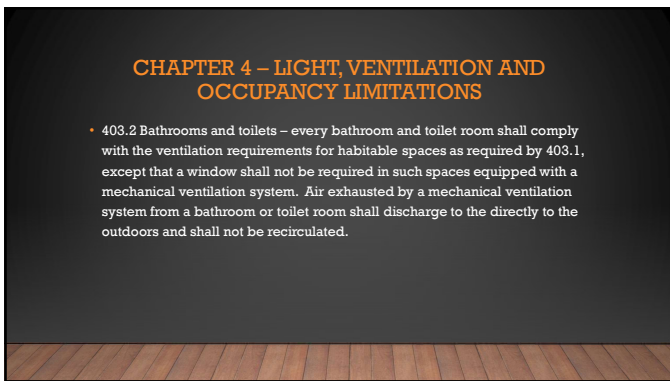 CHAPTER 4 – LIGHT, VENTILATION AND
OCCUPANCY LIMITATIONS
• 403.2 Bathrooms and toilets – every bathroom and toilet room shall comply
with the ventilation requirements for habitable spaces as required by 403.1,
except that a window shall not be required in such spaces equipped with a
mechanical ventilation system. Air exhausted by a mechanical ventilation
system from a bathroom or toilet room shall discharge to the directly to the
outdoors and shall not be recirculated.